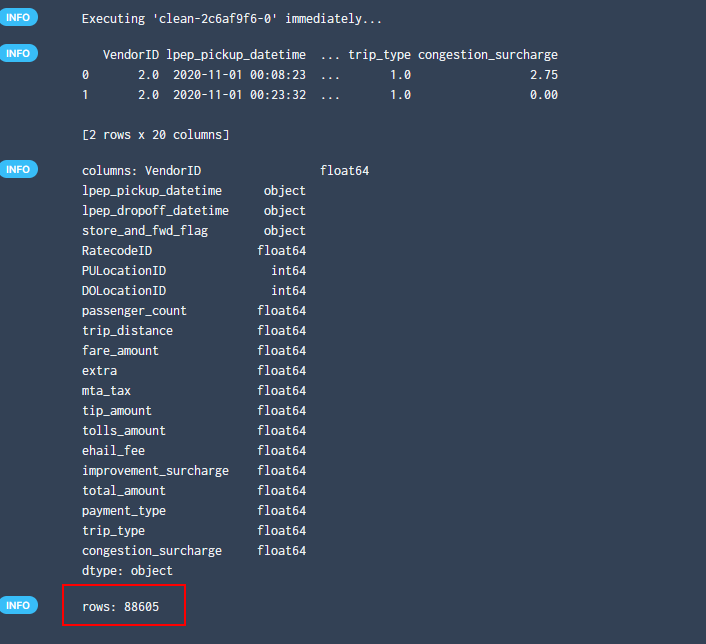 INFO Executing 'clean-2c6af9f6-0' immediately...
INFO VendorID lpep_pickup_datetime ... trip_type congestion_surcharge
0 2.0 2020-11-01 00:08:23 ... 1.0 2.75
1 2.0 2020-11-01 00:23:32 ... 1.0 0.00
[2 rows x 20 columns]
INFO columns: VendorID float64
lpep_pickup_datetime object
lpep_dropoff_datetime object
store_and_fwd_flag object
RatecodeID float64
PULocationID int64
DOLocationID int64
passenger_count float64
trip_distance float64
fare_amount float64
extra float64
mta_tax float64
tip_amount float64
tolls_amount float64
ehail_fee float64
improvement_surcharge float64
total_amount float64
payment_type float64
trip_type float64
congestion_surcharge float64
dtype: object
INFO rows: 88605